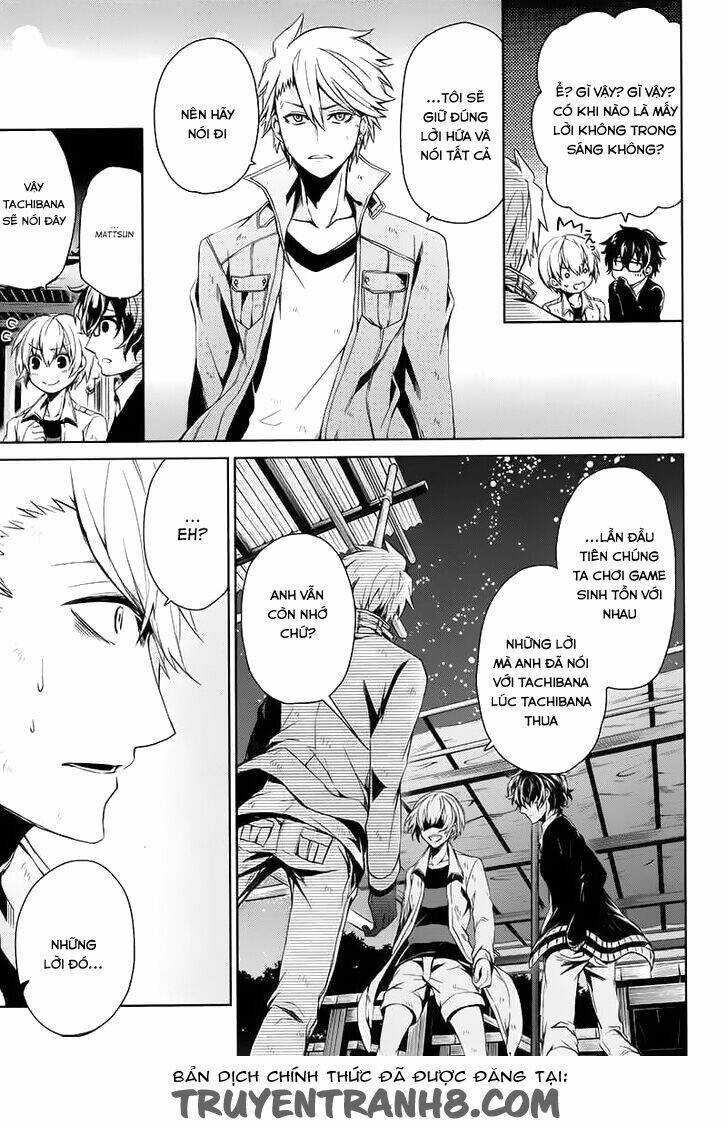 Ể? GÌ VẬY? GÌ VẬY?
CÓ KHI NÀO LÀ MẤY
LỜI KHÔNG TRONG
SÁNG KHÔNG?
...TÔI SẼ
GIỮ ĐÚNG
LỜI HỨA VÀ
NÓI TẤT CẢ
NÊN HÃY
NÓI ĐI
...
MATTSUN
VẬY
TACHIBANA
SẼ NÓI ĐÂY
...LẦN ĐẦU
TIÊN CHÚNG
TA CHƠI GAME
SINH TỒN VỚI
NHAU
NHỮNG LỜI
MÀ ANH ĐÃ NÓI
VỚI TACHIBANA
LÚC TACHIBANA
THUA
ANH VẪN
CÒN NHỚ
CHỨ?
...
EH?
NHỮNG
LỜI ĐÓ...
BẢN DỊCH CHÍNH THỨC ĐÃ ĐƯỢC ĐĂNG TẠI:
TRUYENTRANH8.COM